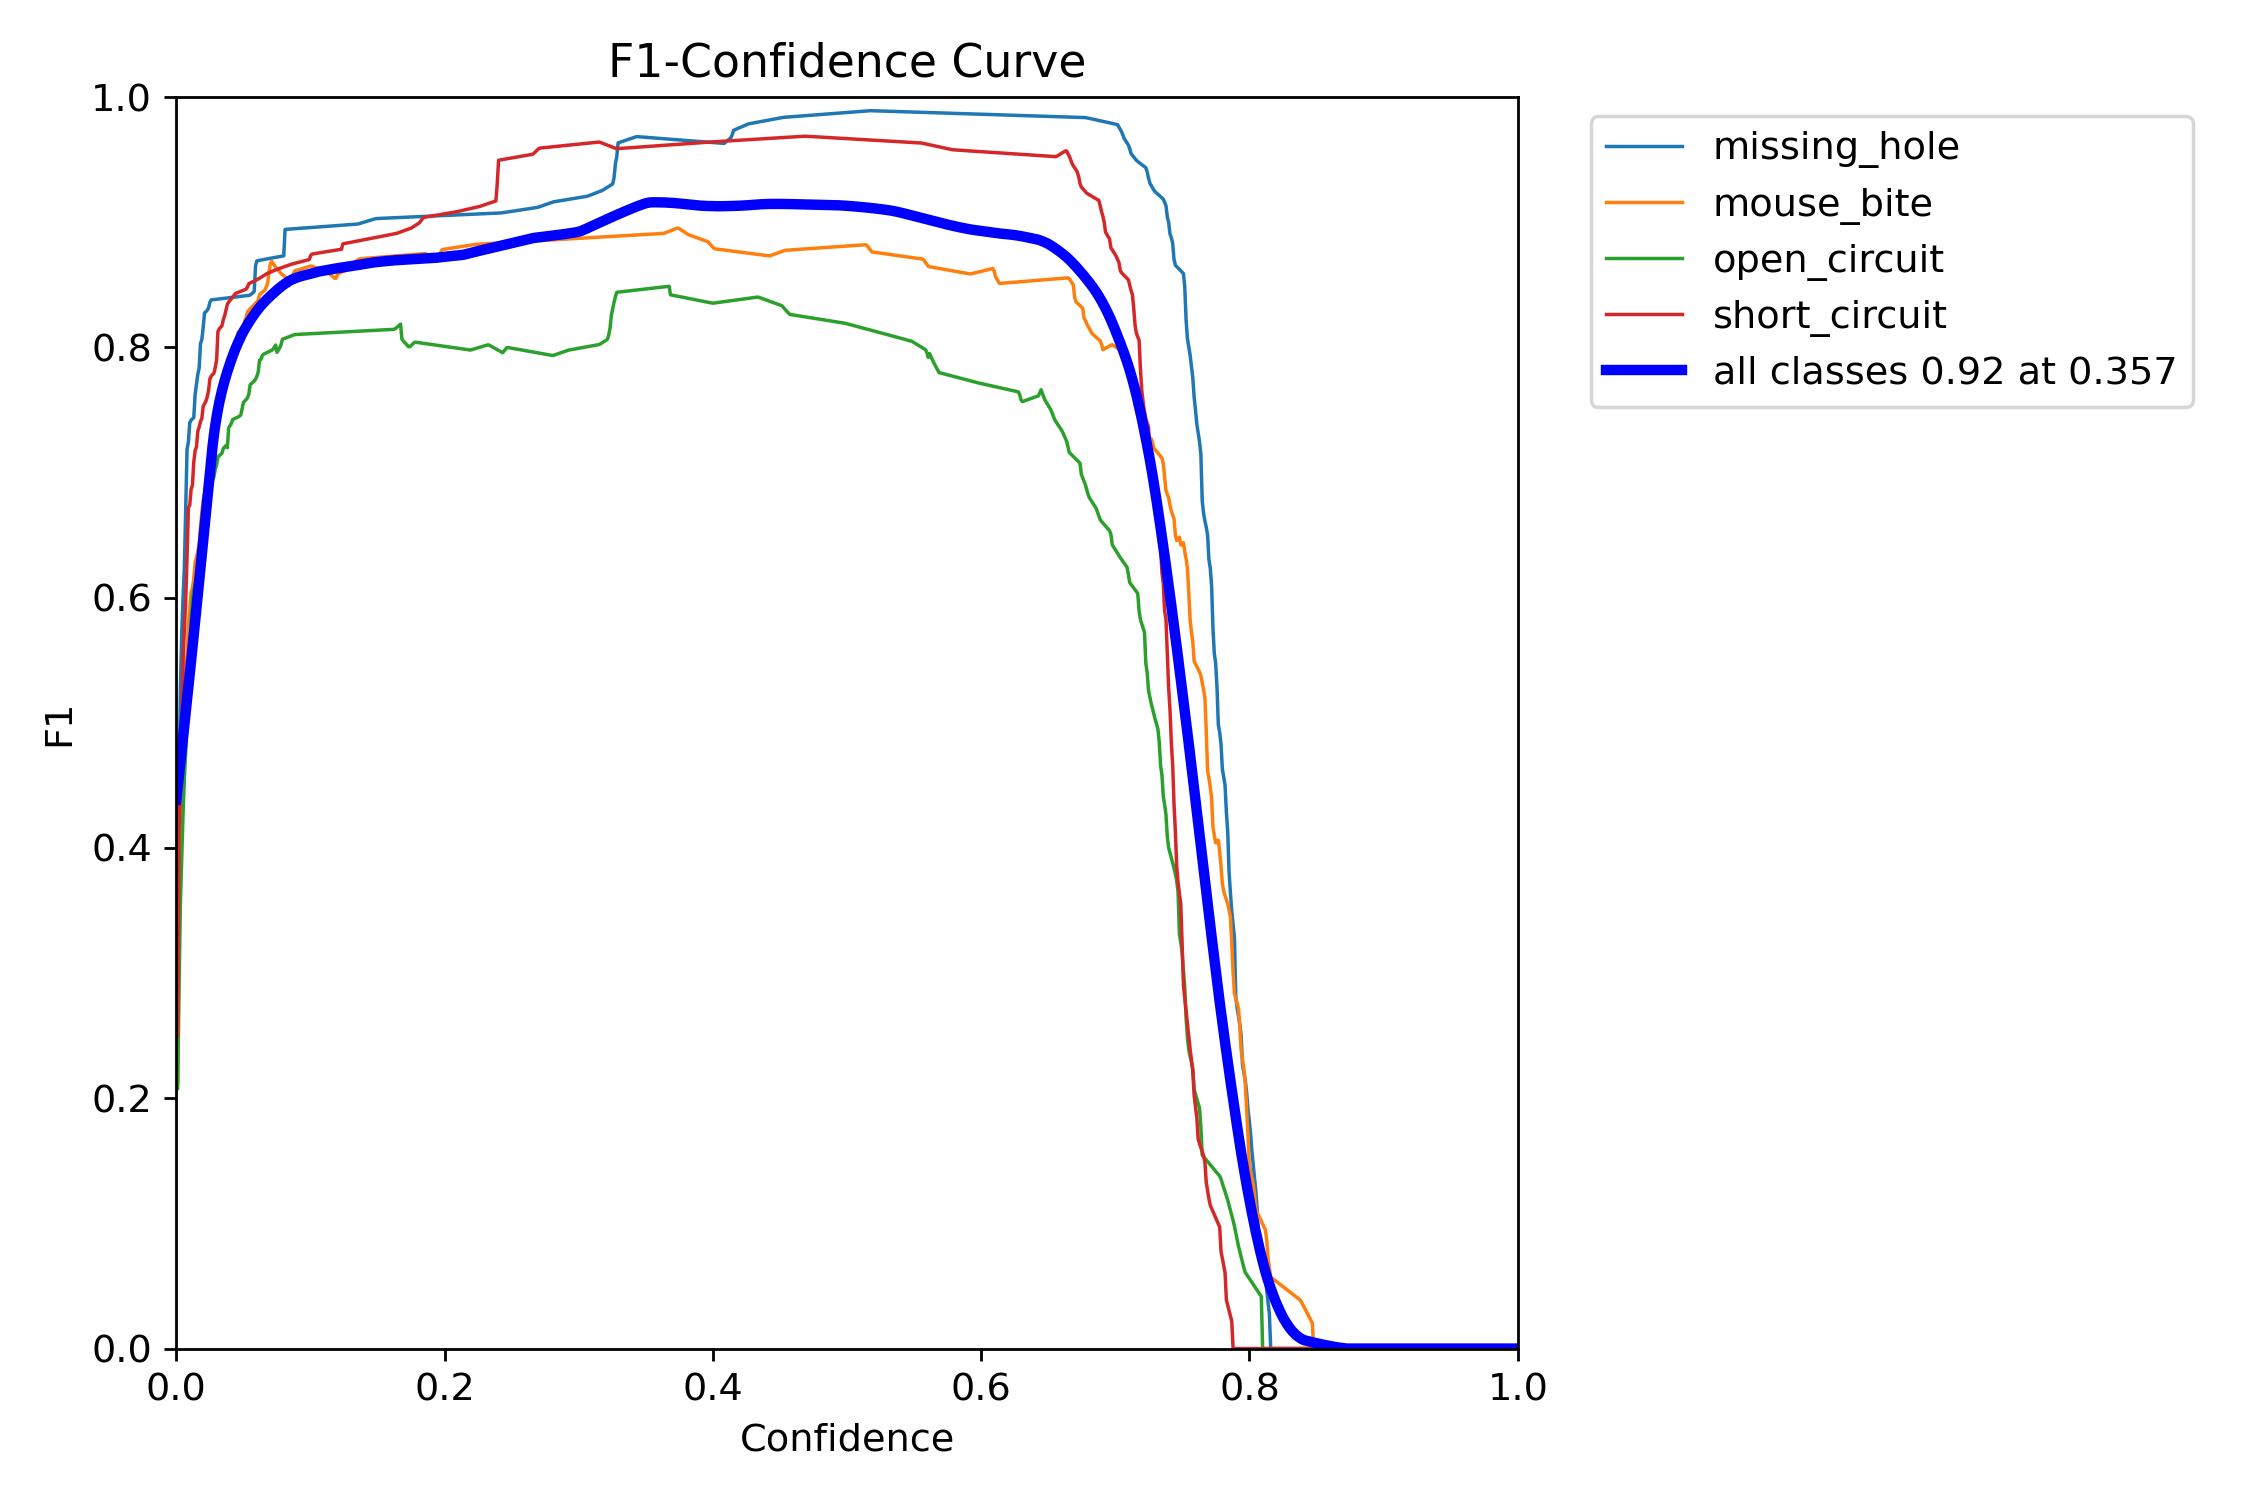 F1-Confidence Curve
1.0
0.8
0.6
0.4
0.2
0.0
F1
0.0 0.2 0.4 0.6 0.8 1.0
Confidence
missing_hole
mouse_bite
open_circuit
short_circuit
all classes 0.92 at 0.357